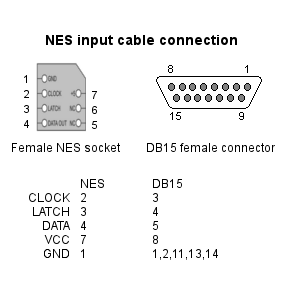 NES input cable connection
1 GND
2 CLOCK +5 7
3 LATCH NC 6
4 DATA OUT NC 5
8 1
15 9
Female NES socket DB15 female connector
NES DB15
CLOCK 2 3
LATCH 3 4
DATA 4 5
VCC 7 8
GND 1 1,2,11,13,14